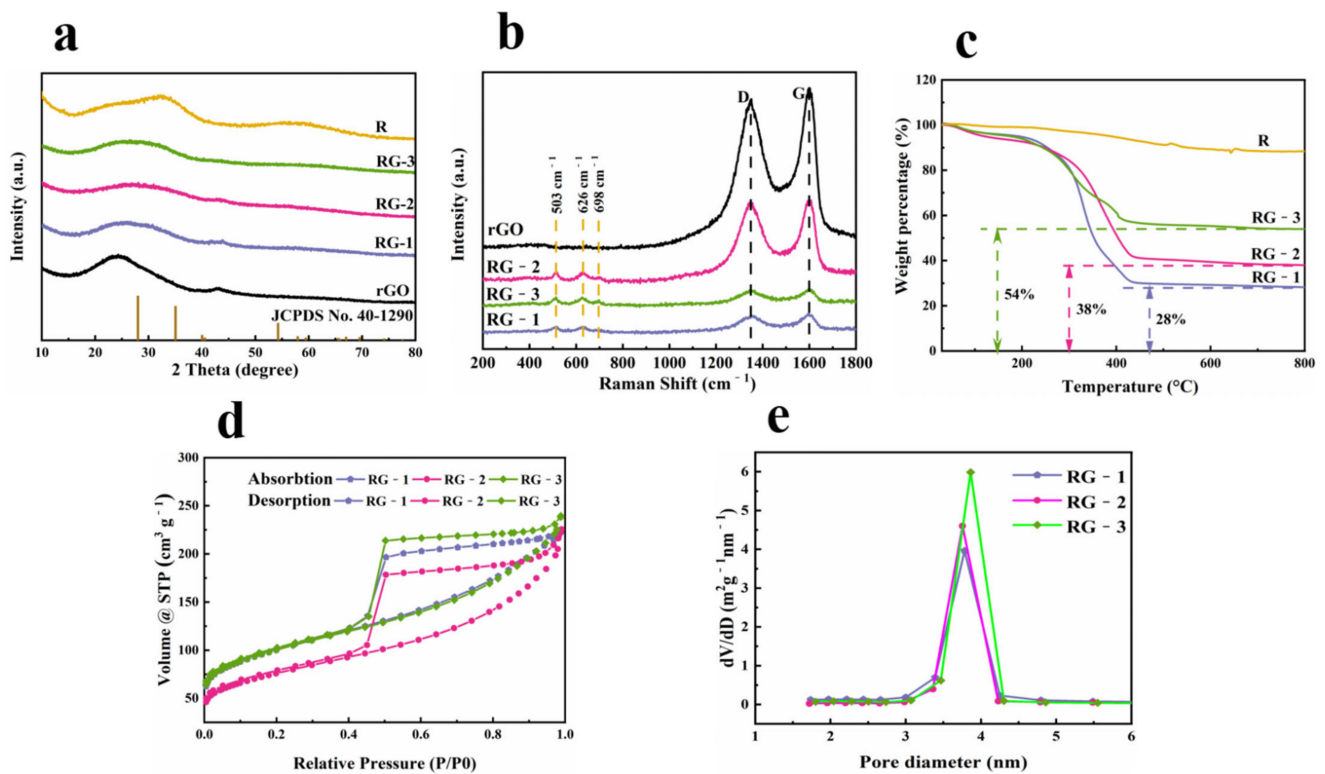 a
Intensity (a.u.)
R
RG-3
RG-2
RG-1
rGO
JCPDS No. 40-1290
10 20 30 40 50 60 70 80
2 Theta (degree)
b
Intensity (a.u.)
503 cm⁻¹
626 cm⁻¹
698 cm⁻¹
D
G
rGO
RG-2
RG-3
RG-1
200 400 600 800 1000 1200 1400 1600 1800
Raman Shift (cm⁻¹)
c
Weight percentage (%)
120
100
80
60
40
20
0
R
RG-3
RG-2
RG-1
54%
38%
28%
200 400 600 800
Temperature (°C)
d
Volume @ STP (cm³ g⁻¹)
300
250
200
150
100
50
Absorbtion RG-1 RG-2 RG-3
Desorption RG-1 RG-2 RG-3
0.0 0.2 0.4 0.6 0.8 1.0
Relative Pressure (P/P0)
e
dV/dD (m²g⁻¹nm⁻¹)
6
5
4
3
2
1
0
RG-1
RG-2
RG-3
1 2 3 4 5 6
Pore diameter (nm)